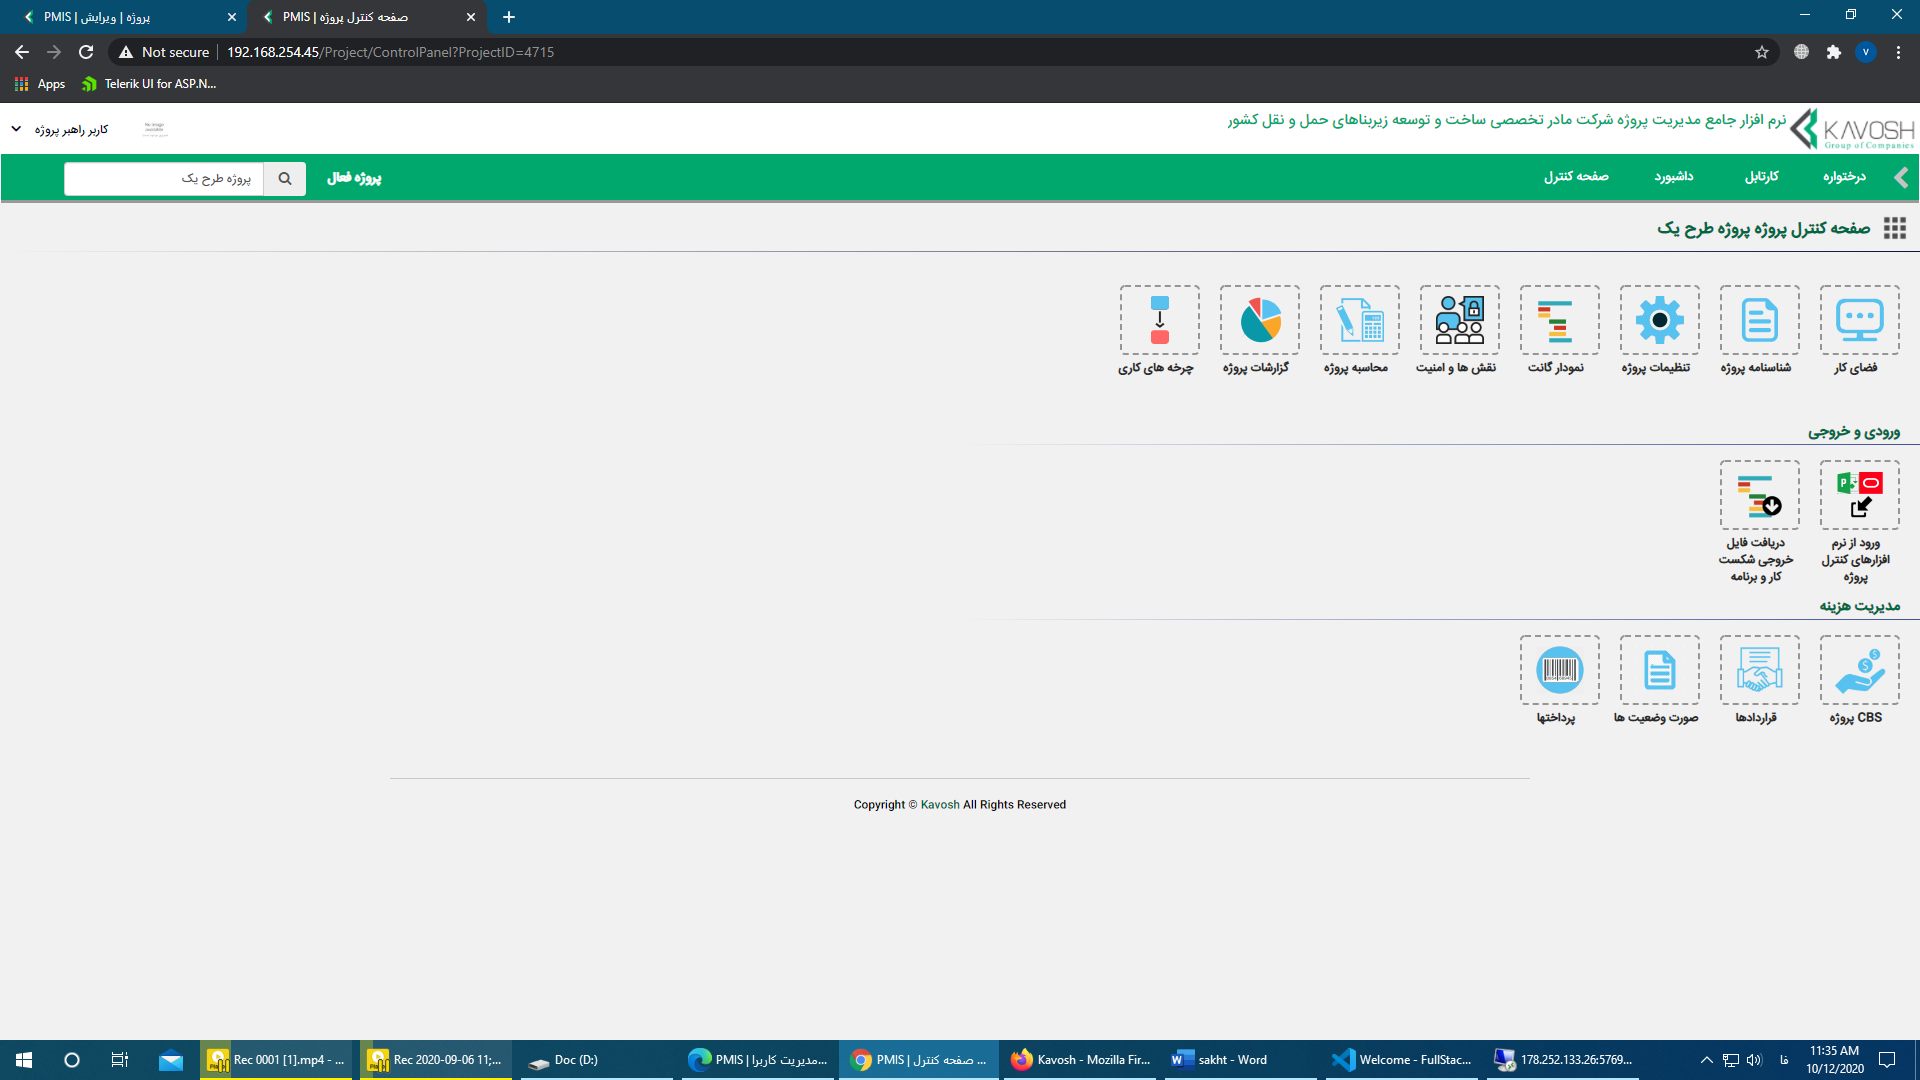 PMIS | پروژه | ویرایش
PMIS | صفحه کنترل پروژه
Not secure | 192.168.254.45/Project/ControlPanel?ProjectID=4715
V
Apps
Telerik UI for ASP.N...
کاربر راهبر پروژه
نرم افزار جامع مدیریت پروژه شرکت مادر تخصصی ساخت و توسعه زیربناهای حمل و نقل کشور
KAVOSH
Group of Companies
درختواره
کارتابل
داشبورد
صفحه کنترل
پروژه فعال
پروژه طرح یک
صفحه کنترل پروژه پروژه طرح یک
فضای کار
شناسنامه پروژه
تنظیمات پروژه
نمودار گانت
نقش ها و امنیت
محاسبه پروژه
گزارشات پروژه
چرخه های کاری
ورودی و خروجی
ورود از نرم
افزارهای کنترل
پروژه
دریافت فایل
خروجی شکست
کار و برنامه
مدیریت هزینه
CBS پروژه
قراردادها
صورت وضعیت ها
پرداختها
Copyright © Kavosh All Rights Reserved
Rec 0001 [1].mp4 - ...
Rec 2020-09-06 11;...
Doc (D:)
PMIS | مدیریت کاربرا...
PMIS | صفحه کنترل ...
Kavosh - Mozilla Fir...
sakht - Word
Welcome - FullStac...
178.252.133.26:5769...
فا
11:35 AM
10/12/2020